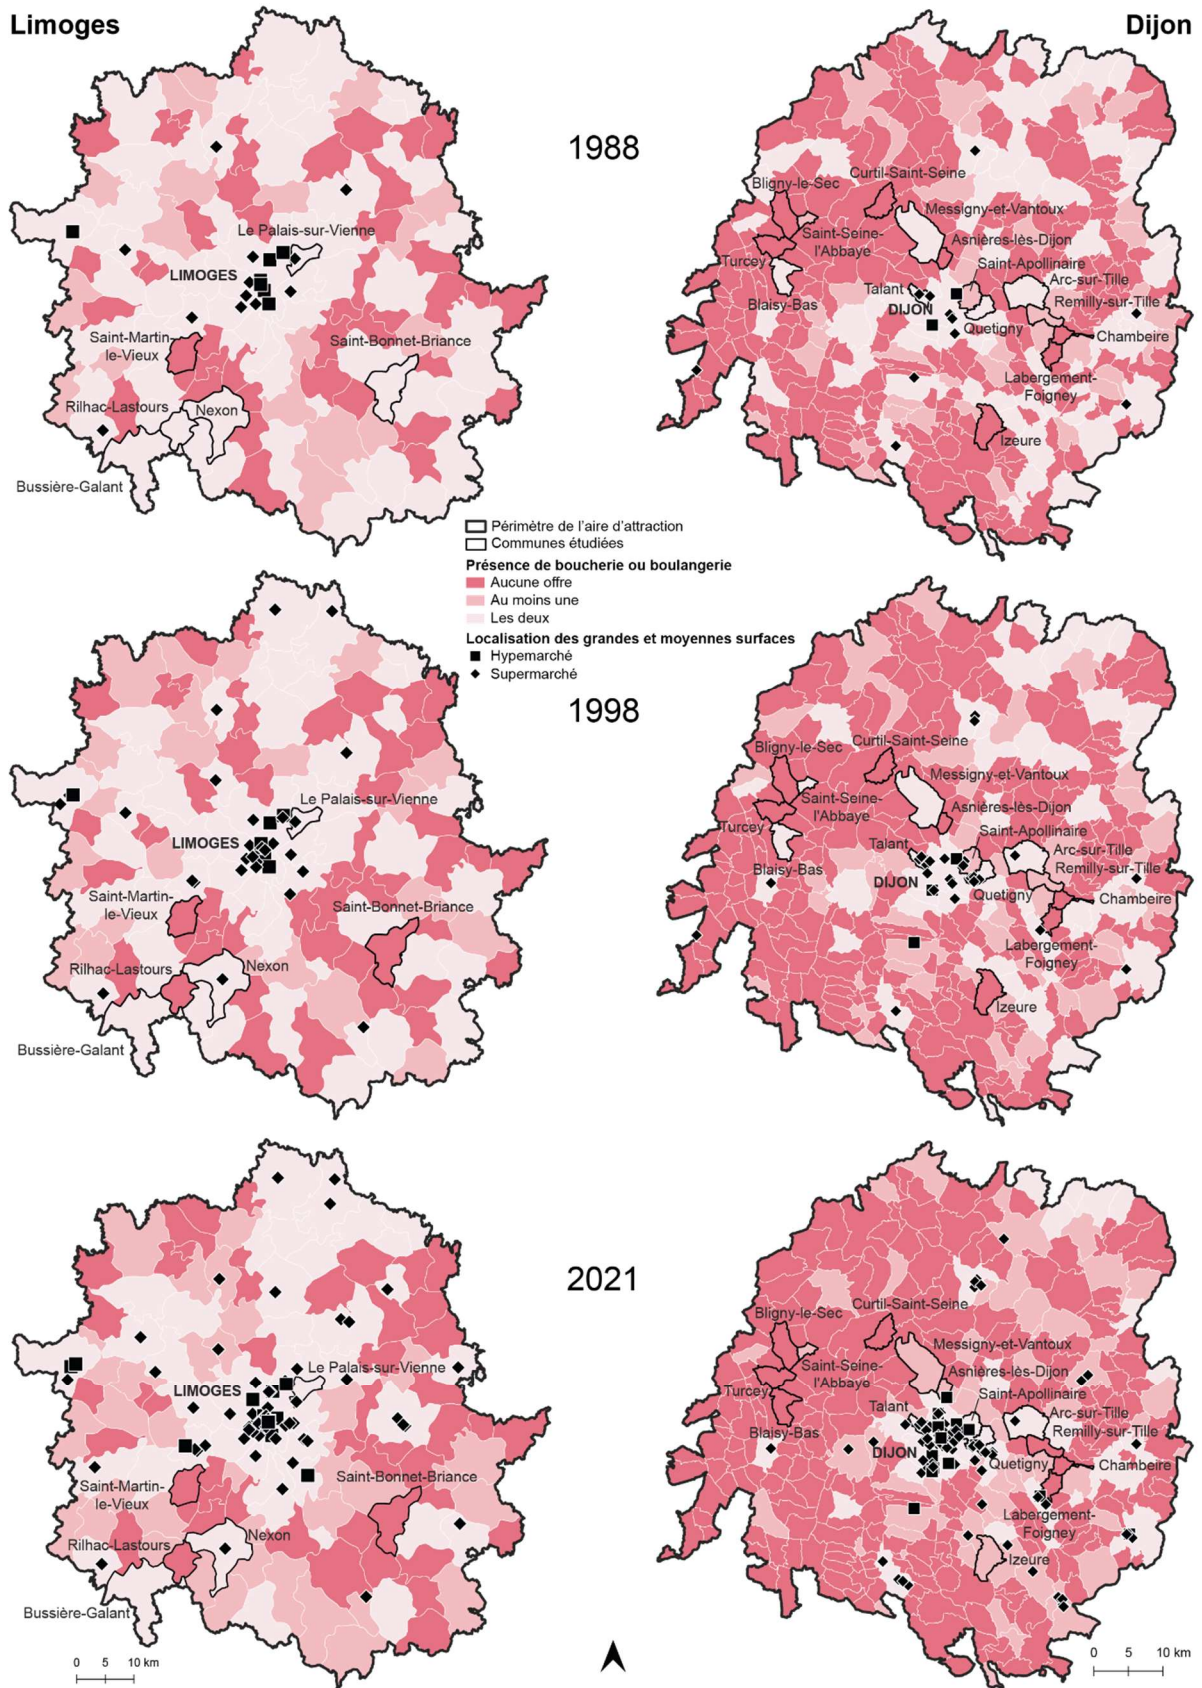 Limoges
Dijon
1988
Le Palais-sur-Vienne
LIMOGES
Saint-Martin-
le-Vieux
Saint-Bonnet-Briance
Rilhac-Lastours
Nexon
Bussière-Galant
Bligny-le-Sec
Curtil-Saint-Seine
Messigny-et-Vantoux
Saint-Seine-
l'Abbaye
Asnières-lès-Dijon
Turcey
Saint-Apollinaire
Talant
Arc-sur-Tille
Blaisy-Bas
Remilly-sur-Tille
DIJON
Quetigny
Chambeire
Labergement-
Foigney
Izeure
Périmètre de l'aire d'attraction
Communes étudiées
Présence de boucherie ou boulangerie
Aucune offre
Au moins une
Les deux
Localisation des grandes et moyennes surfaces
Hypemarché
Supermarché
1998
Le Palais-sur-Vienne
LIMOGES
Saint-Martin-
le-Vieux
Saint-Bonnet-Briance
Rilhac-Lastours
Nexon
Bussière-Galant
Bligny-le-Sec
Curtil-Saint-Seine
Messigny-et-Vantoux
Saint-Seine-
l'Abbaye
Asnières-lès-Dijon
Turcey
Saint-Apollinaire
Talant
Arc-sur-Tille
Blaisy-Bas
Remilly-sur-Tille
DIJON
Quetigny
Chambeire
Labergement-
Foigney
Izeure
2021
Le Palais-sur-Vienne
LIMOGES
Saint-Martin-
le-Vieux
Saint-Bonnet-Briance
Rilhac-Lastours
Nexon
Bussière-Galant
0 5 10 km
Bligny-le-Sec
Curtil-Saint-Seine
Messigny-et-Vantoux
Saint-Seine-
l'Abbaye
Asnières-lès-Dijon
Turcey
Saint-Apollinaire
Talant
Arc-sur-Tille
Blaisy-Bas
Remilly-sur-Tille
DIJON
Quetigny
Chambeire
Labergement-
Foigney
Izeure
0 5 10 km